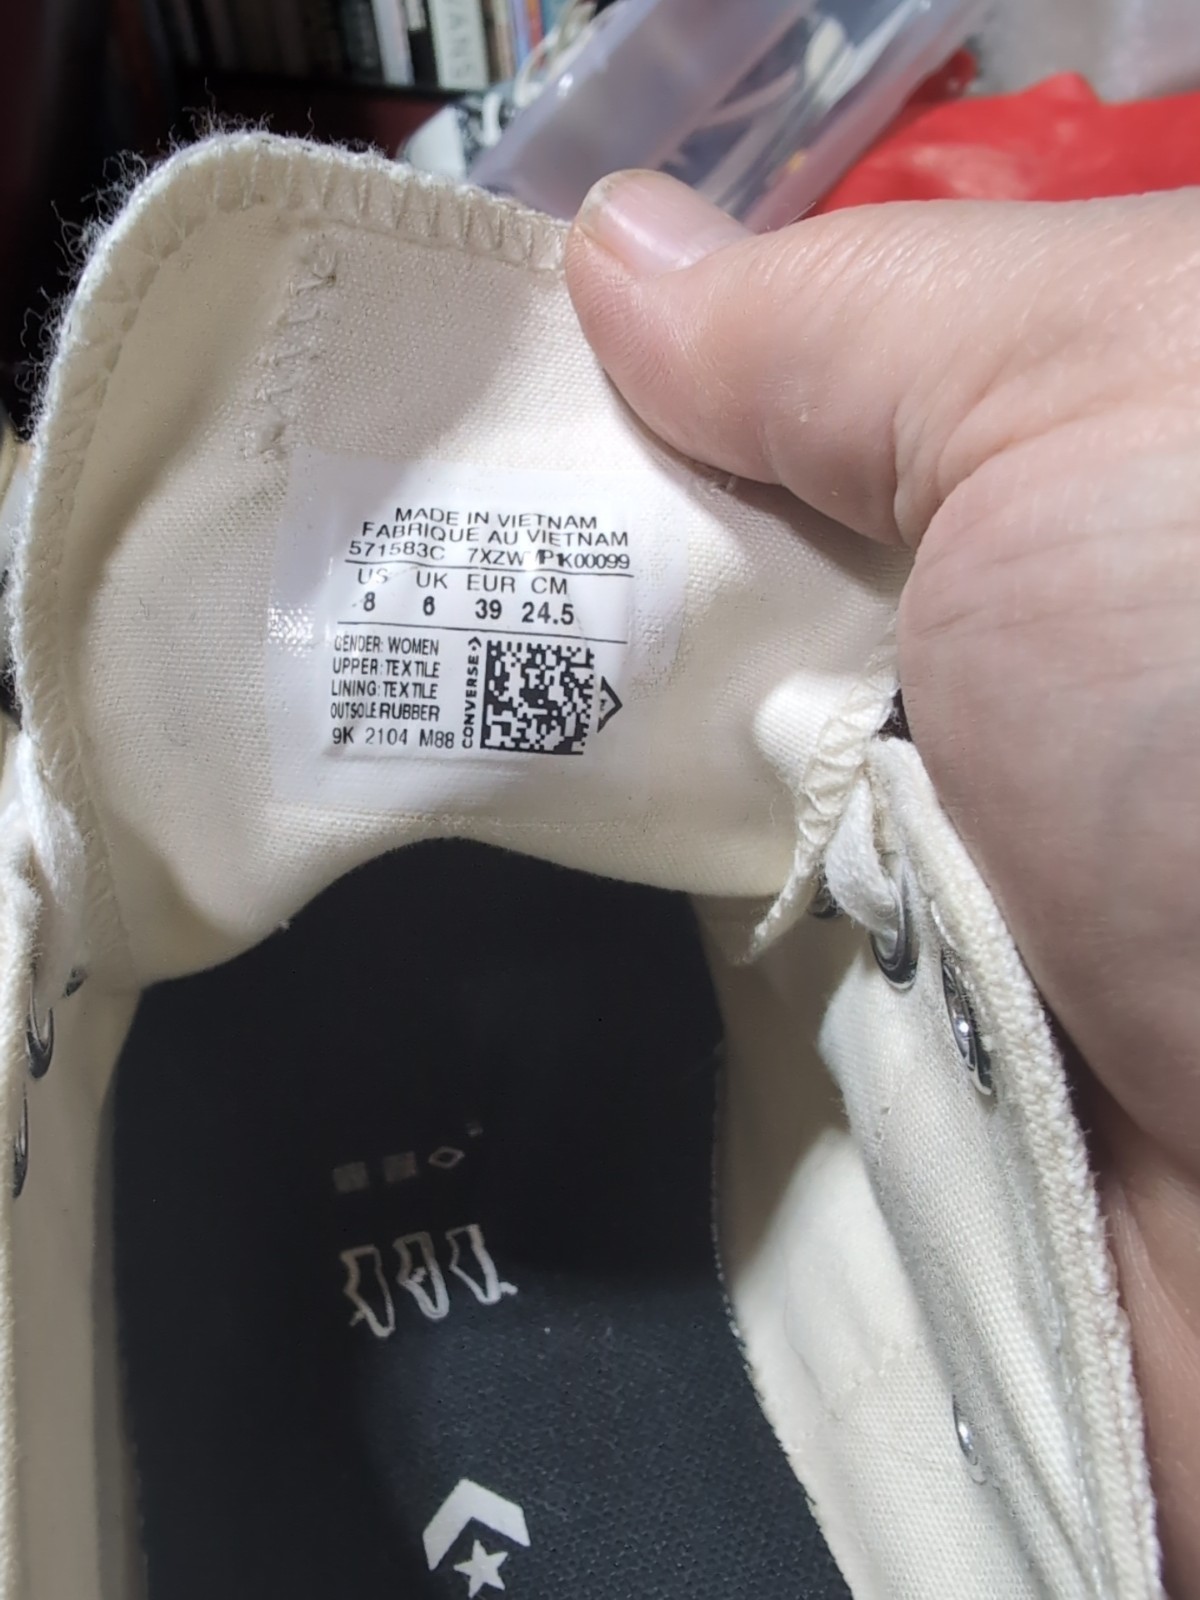 VANS
MADE IN VIETNAM
FABRIQUE AU VIETNAM
571583C 7XZW P1K00099
US UK EUR CM
8 6 39 24.5
GENDER: WOMEN
UPPER: TEXTILE
LINING: TEXTILE
OUTSOLE RUBBER
9K 2104 M88
CONVERSE